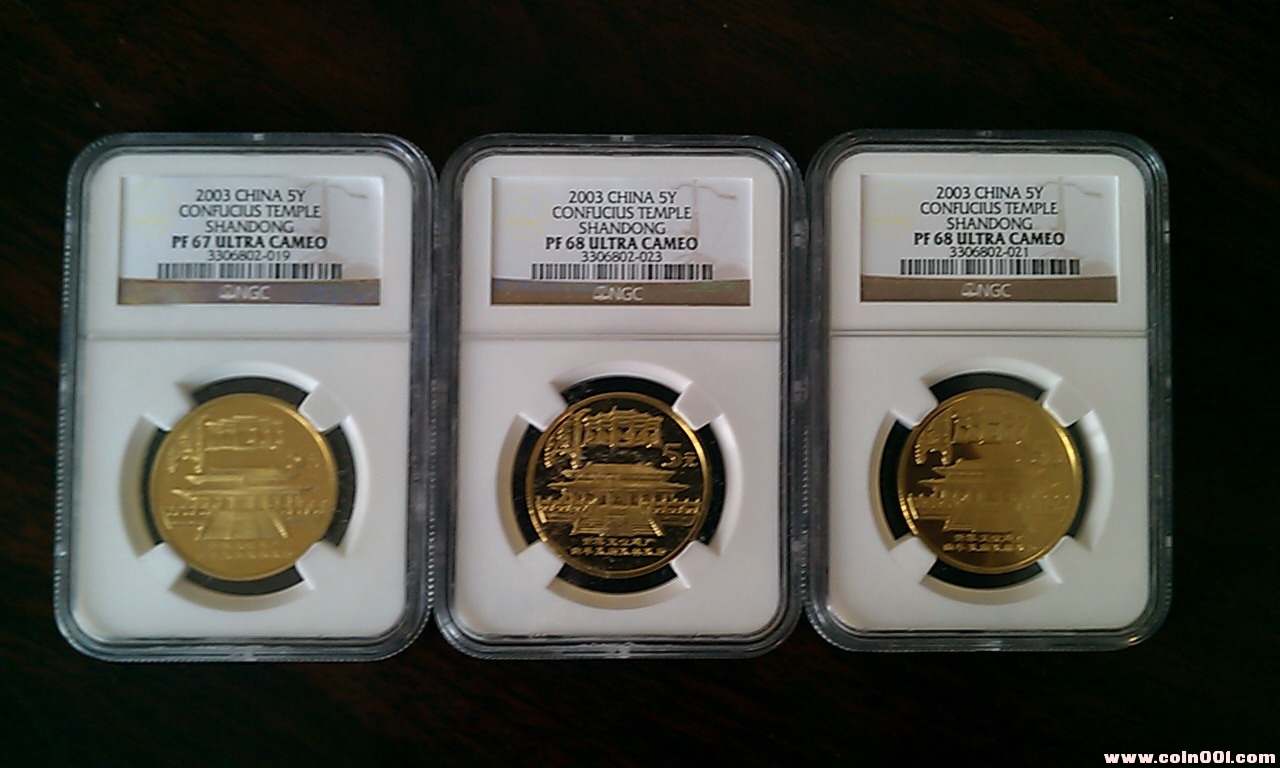 2003 CHINA 5Y
CONFUCIUS TEMPLE
SHANDONG
PF 67 ULTRA CAMEO
3306802-019
NGC
2003 CHINA 5Y
CONFUCIUS TEMPLE
SHANDONG
PF 68 ULTRA CAMEO
3306802-023
NGC
5元
2003 CHINA 5Y
CONFUCIUS TEMPLE
SHANDONG
PF 68 ULTRA CAMEO
3306802-021
NGC
www.coin001.com